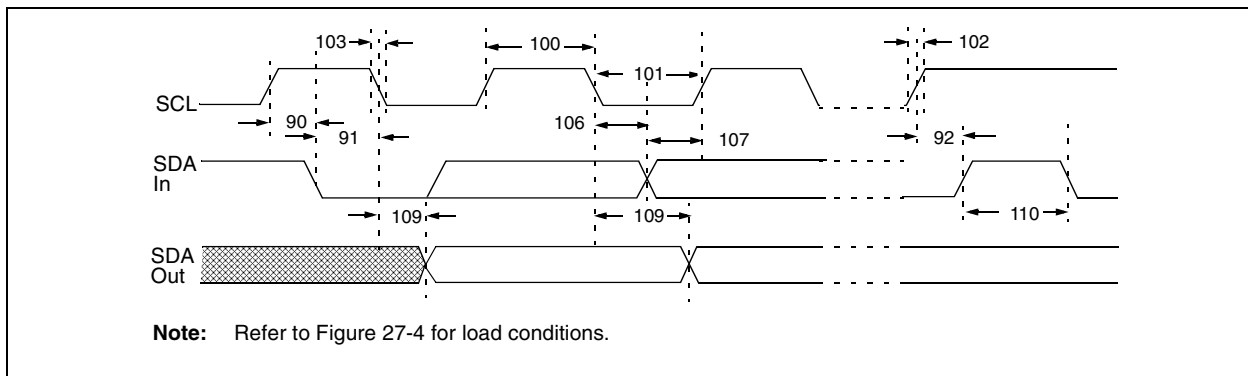 103
100
102
101
SCL
90
106
91
107
92
SDA
In
109
109
110
SDA
Out
Note: Refer to Figure 27-4 for load conditions.